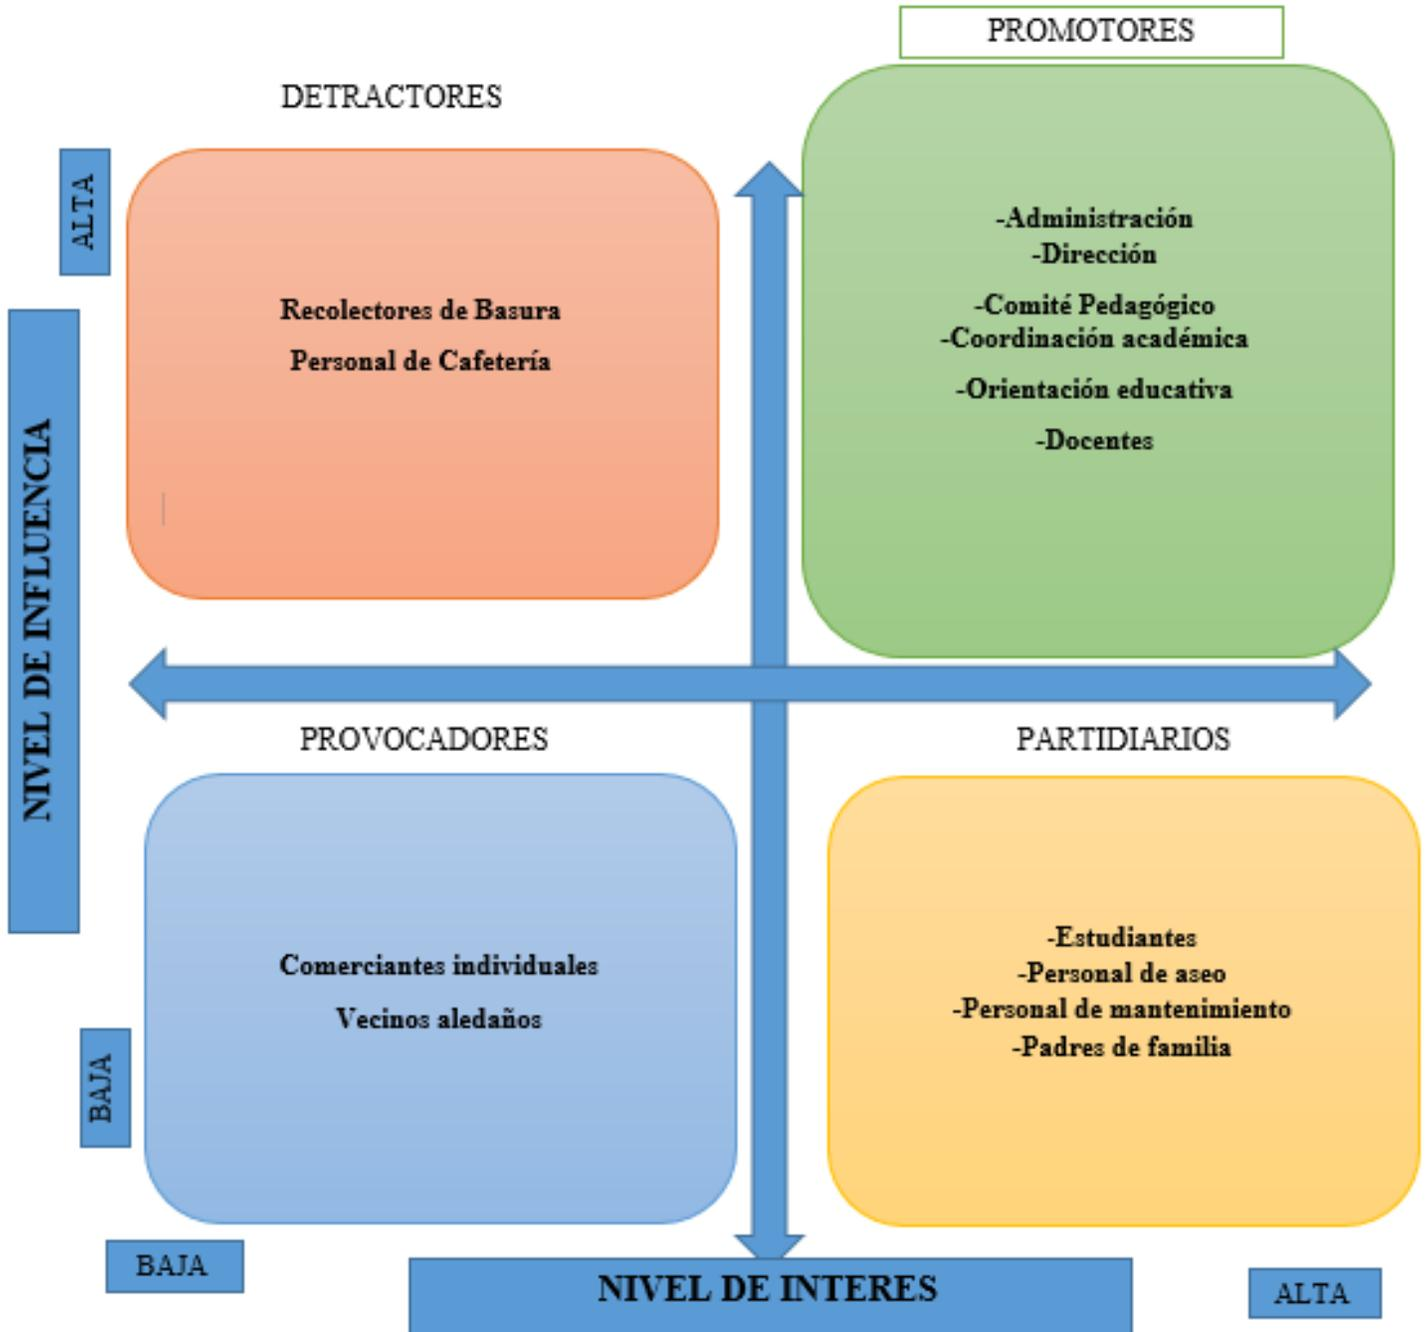 PROMOTORES
DETRACTORES
ALTA
-Administración
-Dirección
-Comité Pedagógico
-Coordinación académica
-Orientación educativa
-Docentes
Recolectores de Basura
Personal de Cafetería
NIVEL DE INFLUENCIA
PROVOCADORES
PARTIDIARIOS
Comerciantes individuales
Vecinos aledaños
-Estudiantes
-Personal de aseo
-Personal de mantenimiento
-Padres de familia
BAJA
BAJA
NIVEL DE INTERES
ALTA